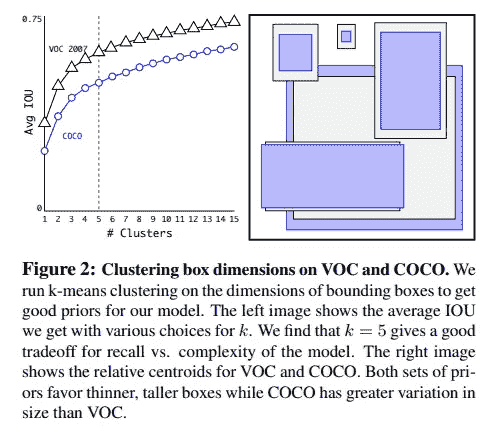 0.75
VOC 2007
COCO
Avg IOU
0
1 2 3 4 5 6 7 8 9 10 11 12 13 14 15
# Clusters
Figure 2: Clustering box dimensions on VOC and COCO. We
run k-means clustering on the dimensions of bounding boxes to get
good priors for our model. The left image shows the average IOU
we get with various choices for k. We find that k = 5 gives a good
tradeoff for recall vs. complexity of the model. The right image
shows the relative centroids for VOC and COCO. Both sets of pri-
ors favor thinner, taller boxes while COCO has greater variation in
size than VOC.